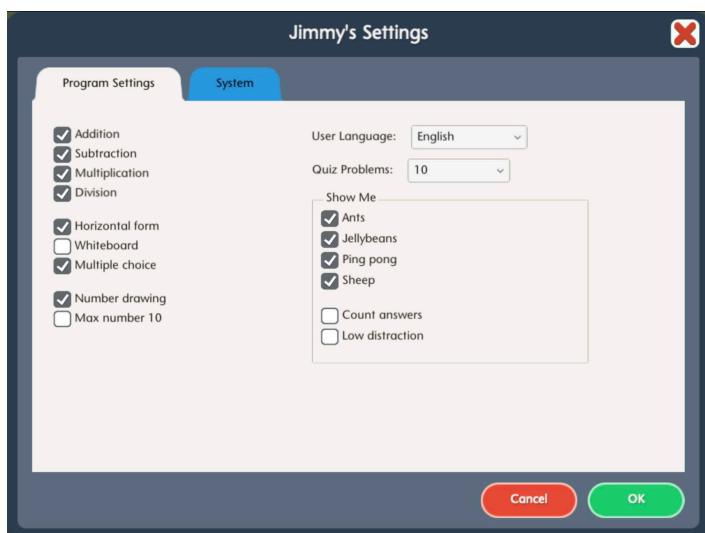 Jimmy's Settings
Program Settings
System
Addition
Subtraction
Multiplication
Division
Horizontal form
Whiteboard
Multiple choice
Number drawing
Max number 10
User Language: English
Quiz Problems: 10
Show Me
Ants
Jellybeans
Ping pong
Sheep
Count answers
Low distraction
Cancel
OK